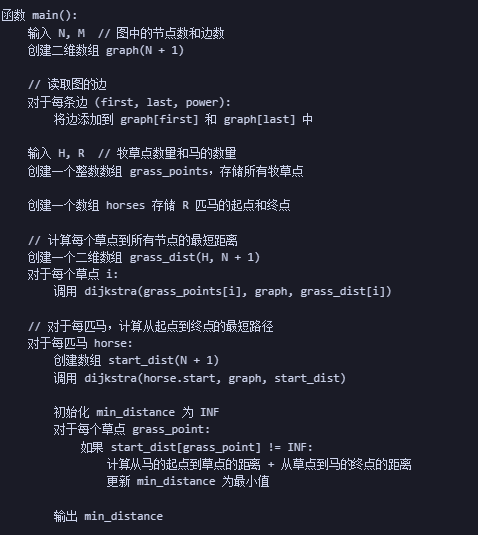 函数 main():
输入 N, M  // 图中的节点数和边数
创建二维数组 graph(N + 1)
// 读取图的边
对于每条边 (first, last, power):
将边添加到 graph[first] 和 graph[last] 中
输入 H, R  // 牧草点数量和马的数量
创建一个整数数组 grass_points，存储所有牧草点
创建一个数组 horses 存储 R 匹马的起点和终点
// 计算每个草点到所有节点的最短距离
创建一个二维数组 grass_dist(H, N + 1)
对于每个草点 i:
调用 dijkstra(grass_points[i], graph, grass_dist[i])
// 对于每匹马，计算从起点到终点的最短路径
对于每匹马 horse:
创建数组 start_dist(N + 1)
调用 dijkstra(horse.start, graph, start_dist)
初始化 min_distance 为 INF
对于每个草点 grass_point:
如果 start_dist[grass_point] != INF:
计算从马的起点到草点的距离 + 从草点到马的终点的距离
更新 min_distance 为最小值
输出 min_distance